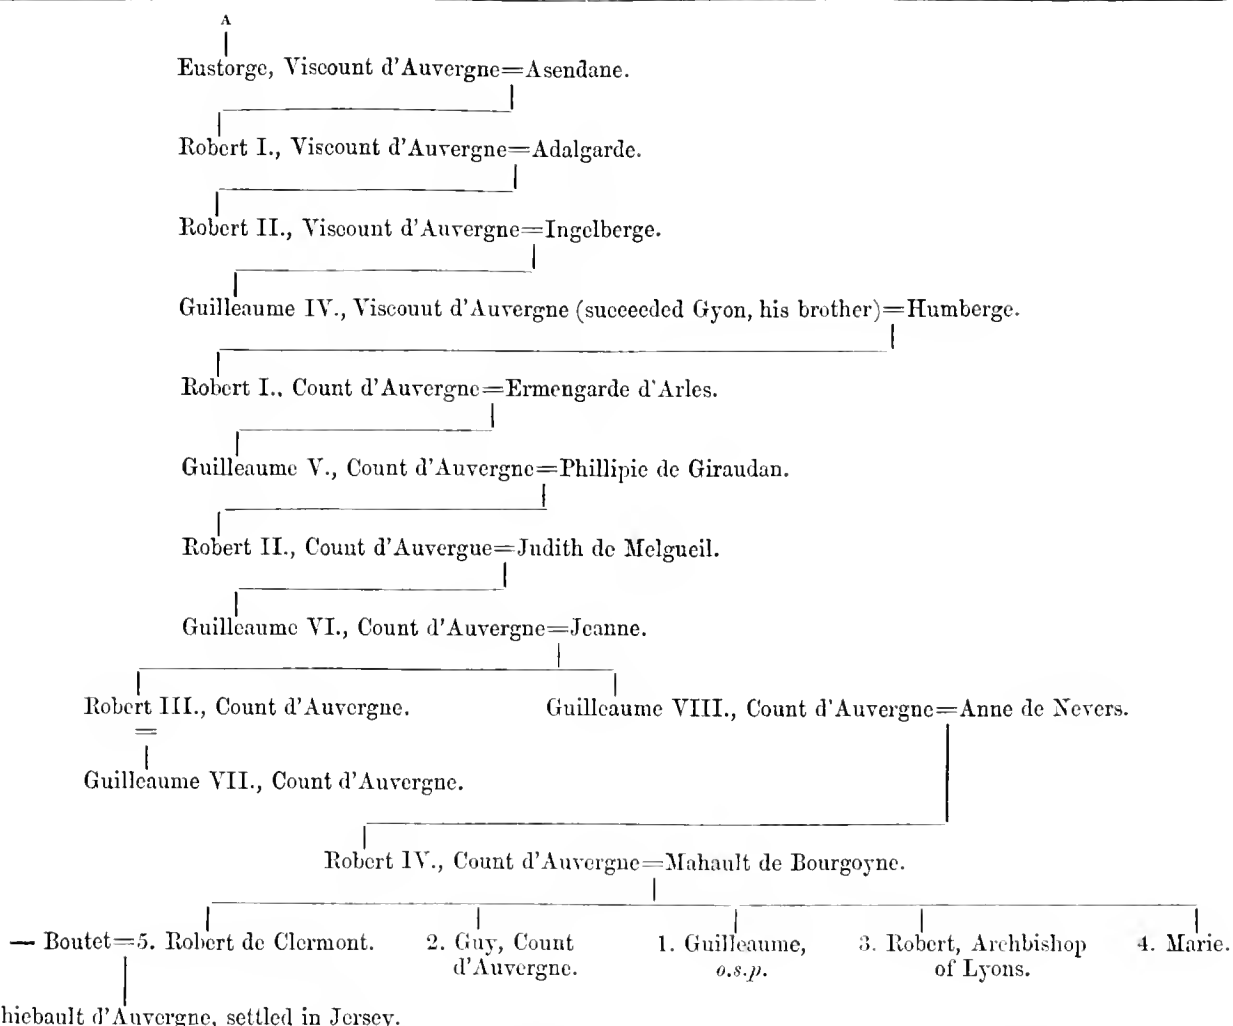 A
Eustorge, Viscount d'Auvergne=Asendane.
Robert I., Viscount d'Auvergne=Adalgarde.
Robert II., Viscount d'Auvergne=Ingelberge.
Guilleaume IV., Viscount d'Auvergne (succeeded Gyon, his brother)=Humberge.
Robert I., Count d'Auvergne=Ermengarde d'Arles.
Guilleaume V., Count d'Auvergne=Phillipie de Giraudan.
Robert II., Count d'Auvergue=Judith de Melgueil.
Guilleaume VI., Count d'Auvergne=Jeanne.
Robert III., Count d'Auvergne. Guilleaume VIII., Count d'Auvergne=Anne de Nevers.
=
Guilleaume VII., Count d'Auvergne.
Robert IV., Count d'Auvergne=Mahault de Bourgoyne.
— Boutet=5. Robert de Clermont. 2. Guy, Count 1. Guilleaume, 3. Robert, Archbishop 4. Marie.
d'Auvergne. o.s.p. of Lyons.
hiebault d'Auvergne, settled in Jersey.